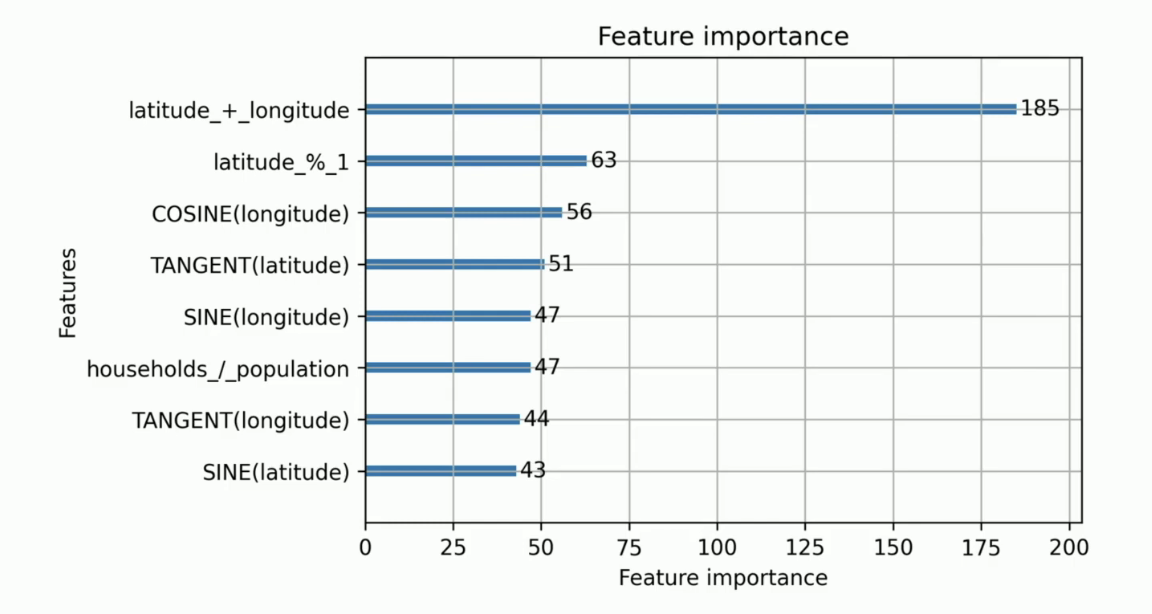 Feature importance
latitude_+_longitude 185
latitude_%_1 63
COSINE(longitude) 56
TANGENT(latitude) 51
SINE(longitude) 47
households_/_population 47
TANGENT(longitude) 44
SINE(latitude) 43
Features
0 25 50 75 100 125 150 175 200
Feature importance